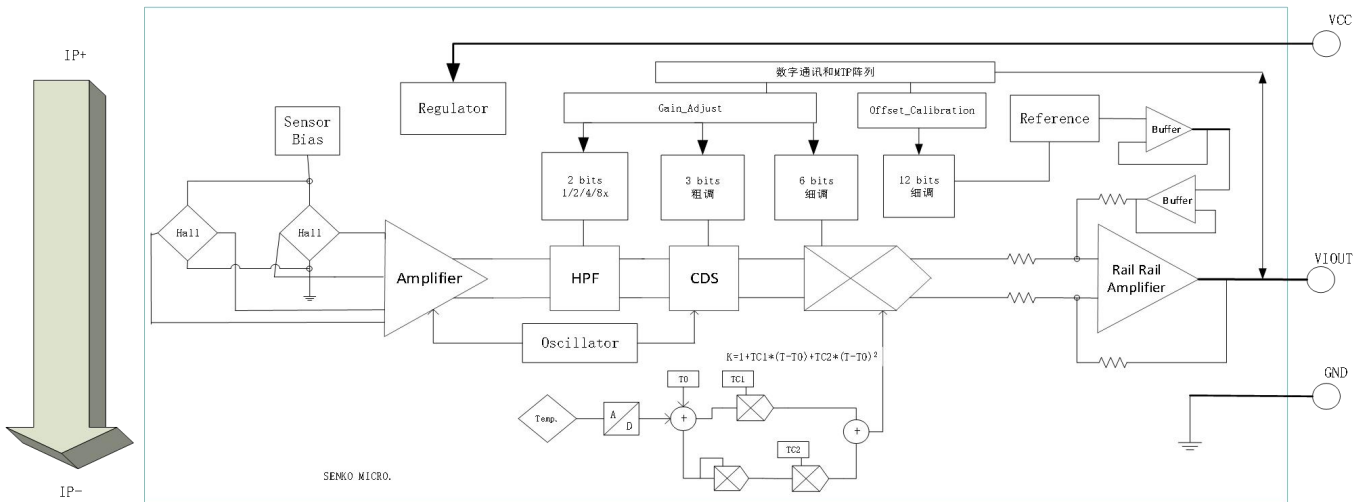 VCC
IP+
数字通讯和MTP阵列
Regulator
Gain_Adjust
Offset_Calibration
Reference
Buffer
Sensor
Bias
2 bits
1/2/4/8x
3 bits
粗调
6 bits
细调
12 bits
细调
Buffer
Hall
Hall
Amplifier
HPF
CDS
Rail Rail
Amplifier
VIOUT
Oscillator
K=1+TC1*(T-T0)+TC2*(T-T0)²
GND
T0
TC1
Temp.
A
D
+
+
TC2
SENKO MICRO.
IP-